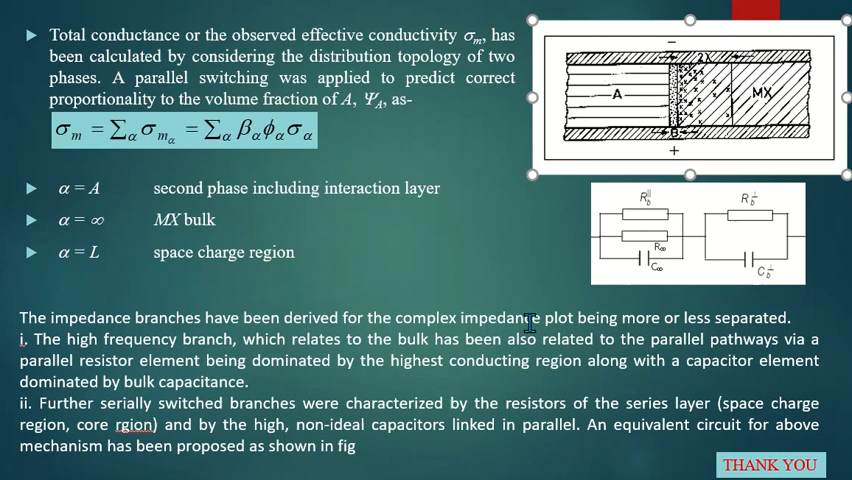 Total conductance or the observed effective conductivity σm, has
been calculated by considering the distribution topology of two
phases. A parallel switching was applied to predict correct
proportionality to the volume fraction of A, ΨA, as-
σm = ∑α σmα = ∑α βα ϕα σα
α = A second phase including interaction layer
α = ∞ MX bulk
α = L space charge region
−
2λ
A
MX
B
+
Rb||
R∞
C∞
Rb⊥
Cb⊥
The impedance branches have been derived for the complex impedance plot being more or less separated.
i. The high frequency branch, which relates to the bulk has been also related to the parallel pathways via a
parallel resistor element being dominated by the highest conducting region along with a capacitor element
dominated by bulk capacitance.
ii. Further serially switched branches were characterized by the resistors of the series layer (space charge
region, core rgion) and by the high, non-ideal capacitors linked in parallel. An equivalent circuit for above
mechanism has been proposed as shown in fig
THANK YOU